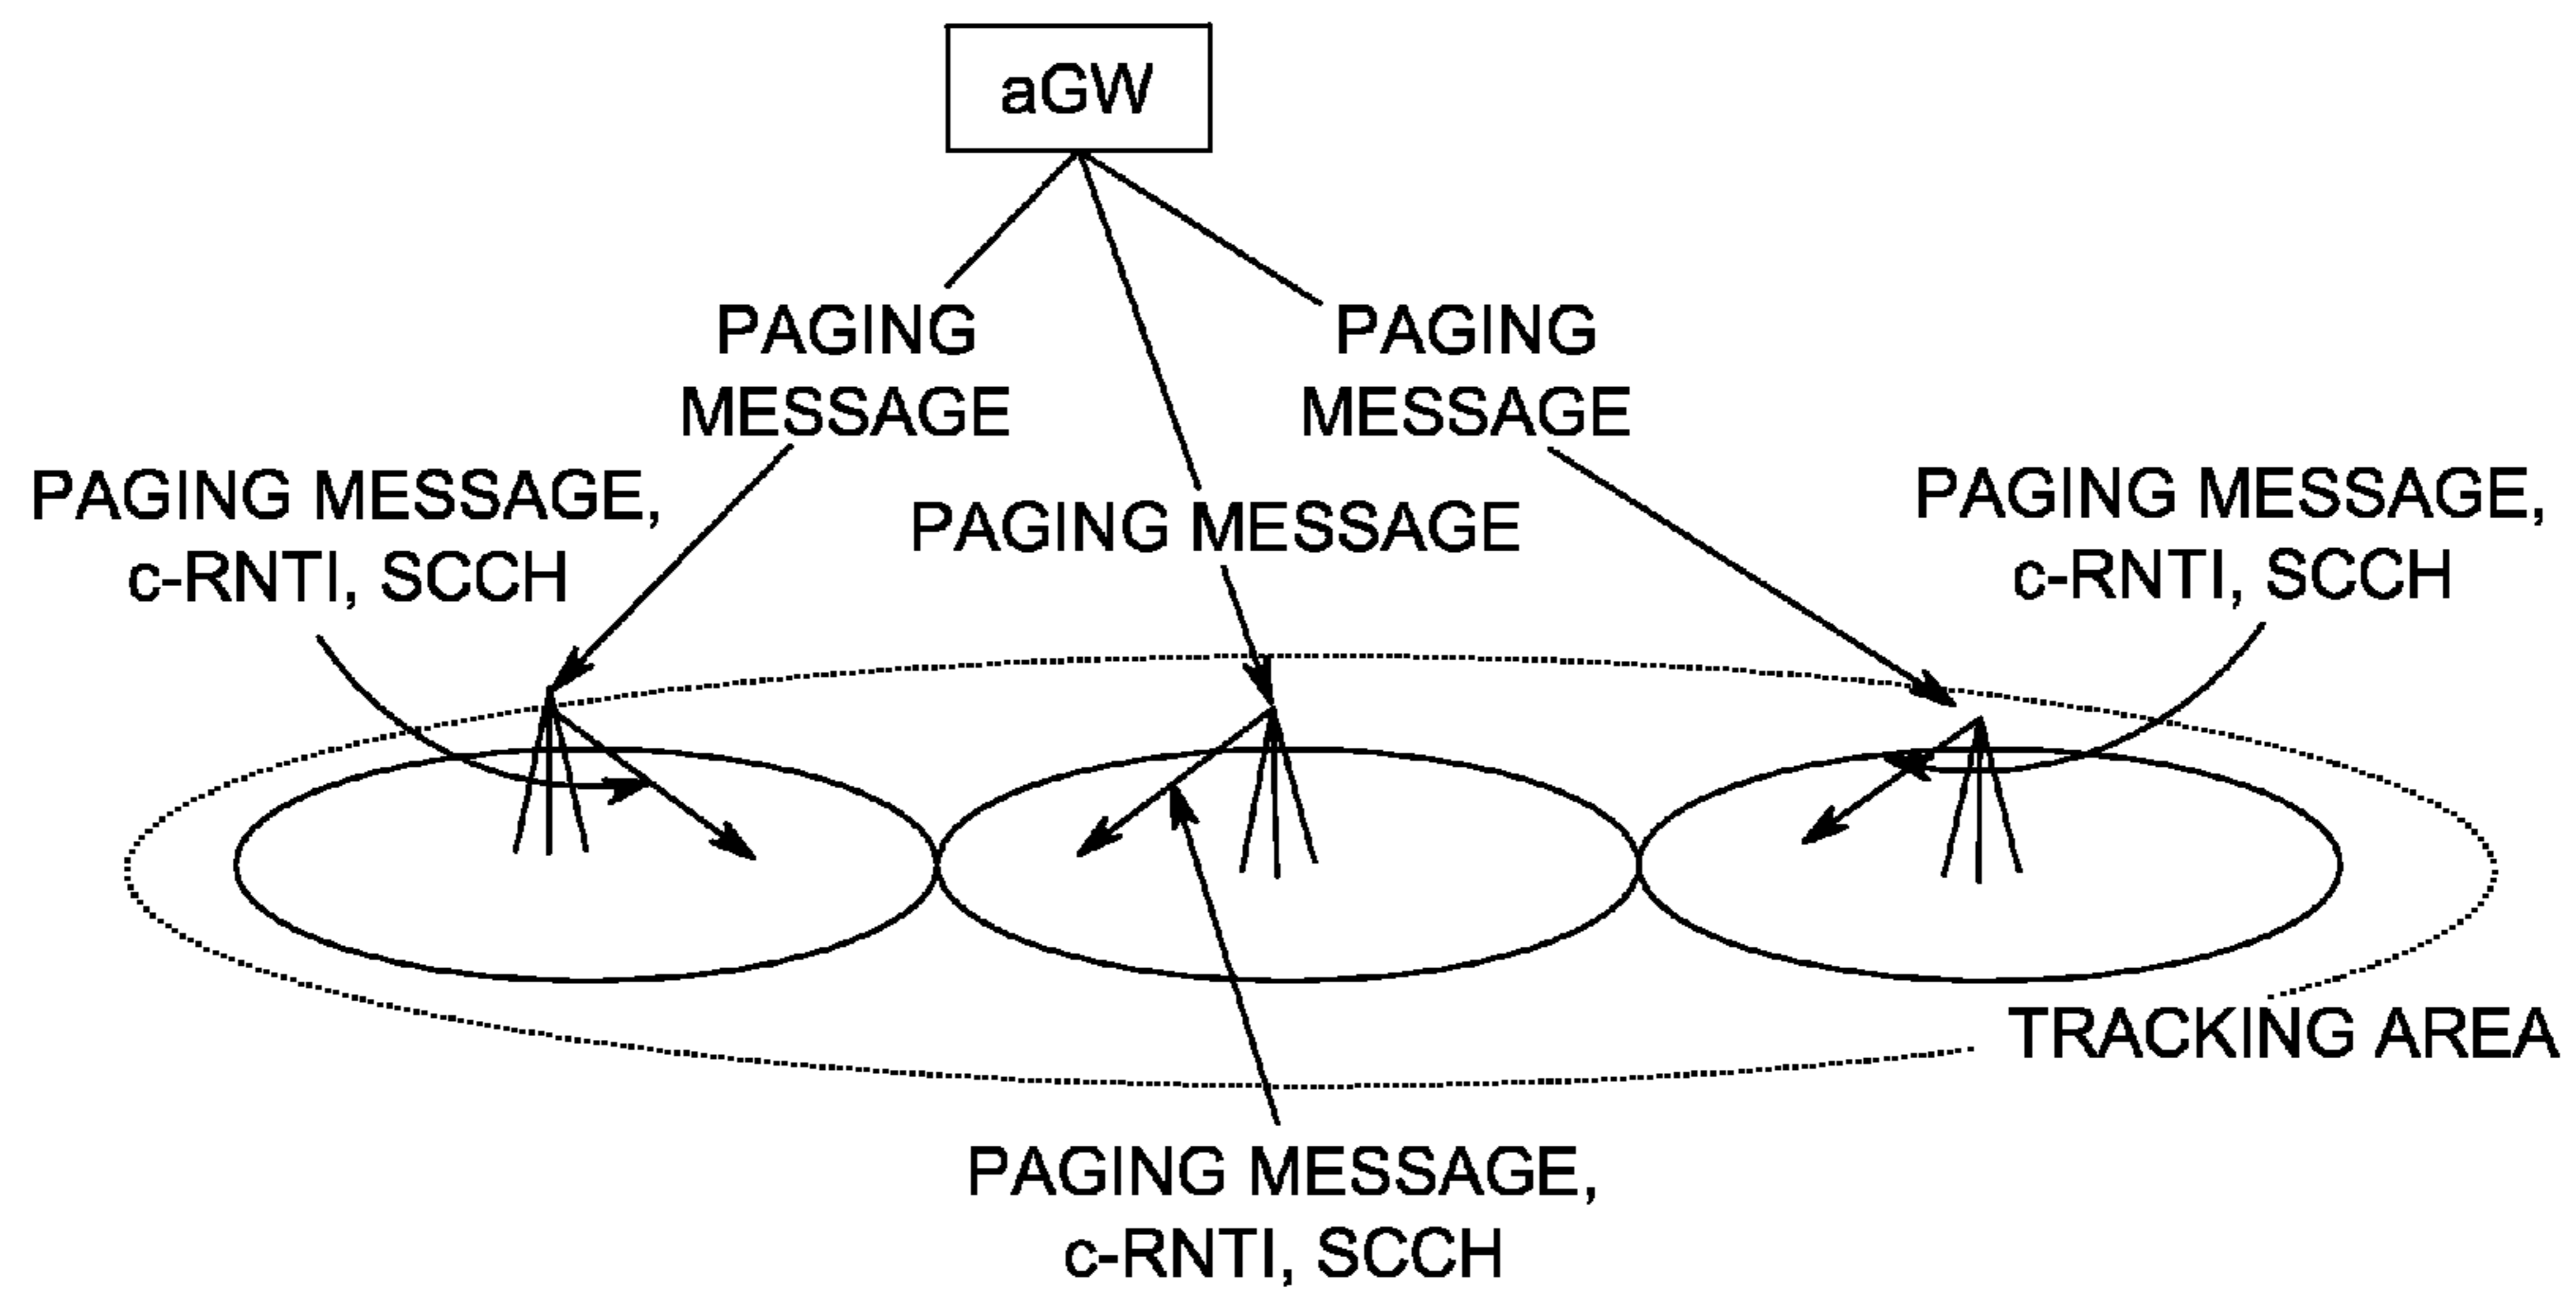 aGW
PAGING
MESSAGE
PAGING
MESSAGE
PAGING MESSAGE,
c-RNTI, SCCH
PAGING MESSAGE
PAGING MESSAGE,
c-RNTI, SCCH
TRACKING AREA
PAGING MESSAGE,
c-RNTI, SCCH